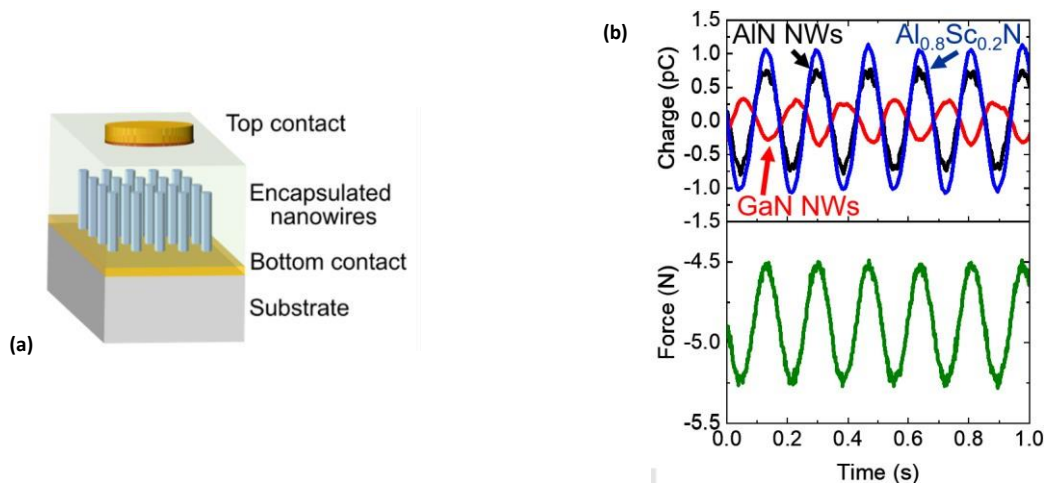 (a)
Top contact
Encapsulated
nanowires
Bottom contact
Substrate
(b)
AlN NWs
Al0.8Sc0.2N
GaN NWs
Charge (pC)
1.5
1.0
0.5
0.0
-0.5
-1.0
-1.5
Force (N)
-4.5
-5.0
-5.5
0.0 0.2 0.4 0.6 0.8 1.0
Time (s)